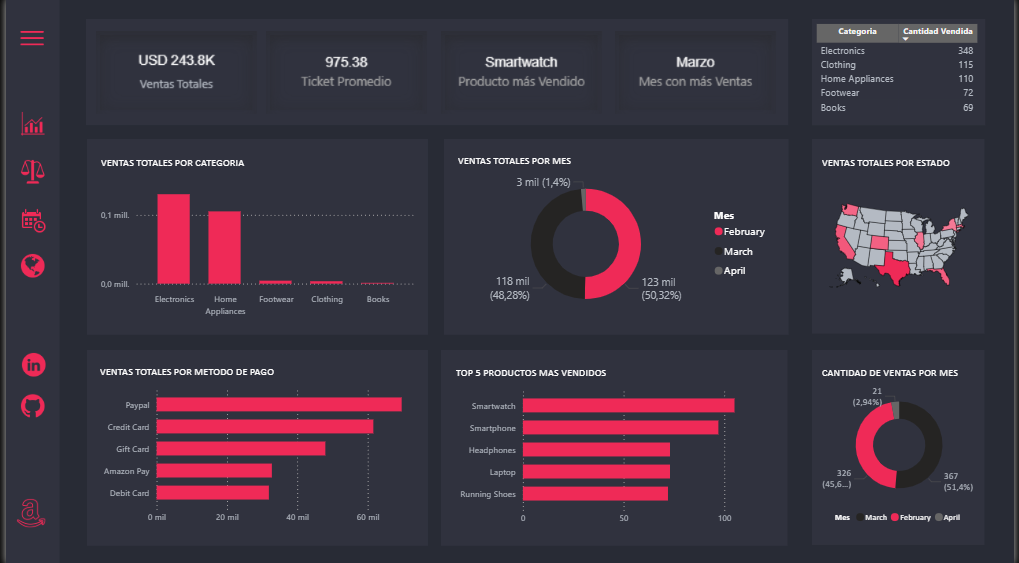 USD 243.8K
Ventas Totales
975.38
Ticket Promedio
Smartwatch
Producto más Vendido
Marzo
Mes con más Ventas
Categoria Cantidad Vendida
Electronics 348
Clothing 115
Home Appliances 110
Footwear 72
Books 69
VENTAS TOTALES POR CATEGORIA
0,1 mill.
0,0 mill.
Electronics
Home
Appliances
Footwear
Clothing
Books
VENTAS TOTALES POR MES
3 mil (1,4%)
118 mil
(48,28%)
123 mil
(50,32%)
Mes
February
March
April
VENTAS TOTALES POR ESTADO
VENTAS TOTALES POR METODO DE PAGO
Paypal
Credit Card
Gift Card
Amazon Pay
Debit Card
0 mil 20 mil 40 mil 60 mil
TOP 5 PRODUCTOS MAS VENDIDOS
Smartwatch
Smartphone
Headphones
Laptop
Running Shoes
0 50 100
CANTIDAD DE VENTAS POR MES
21
(2,94%)
326
(45,6...)
367
(51,4%)
Mes March February April
in
a